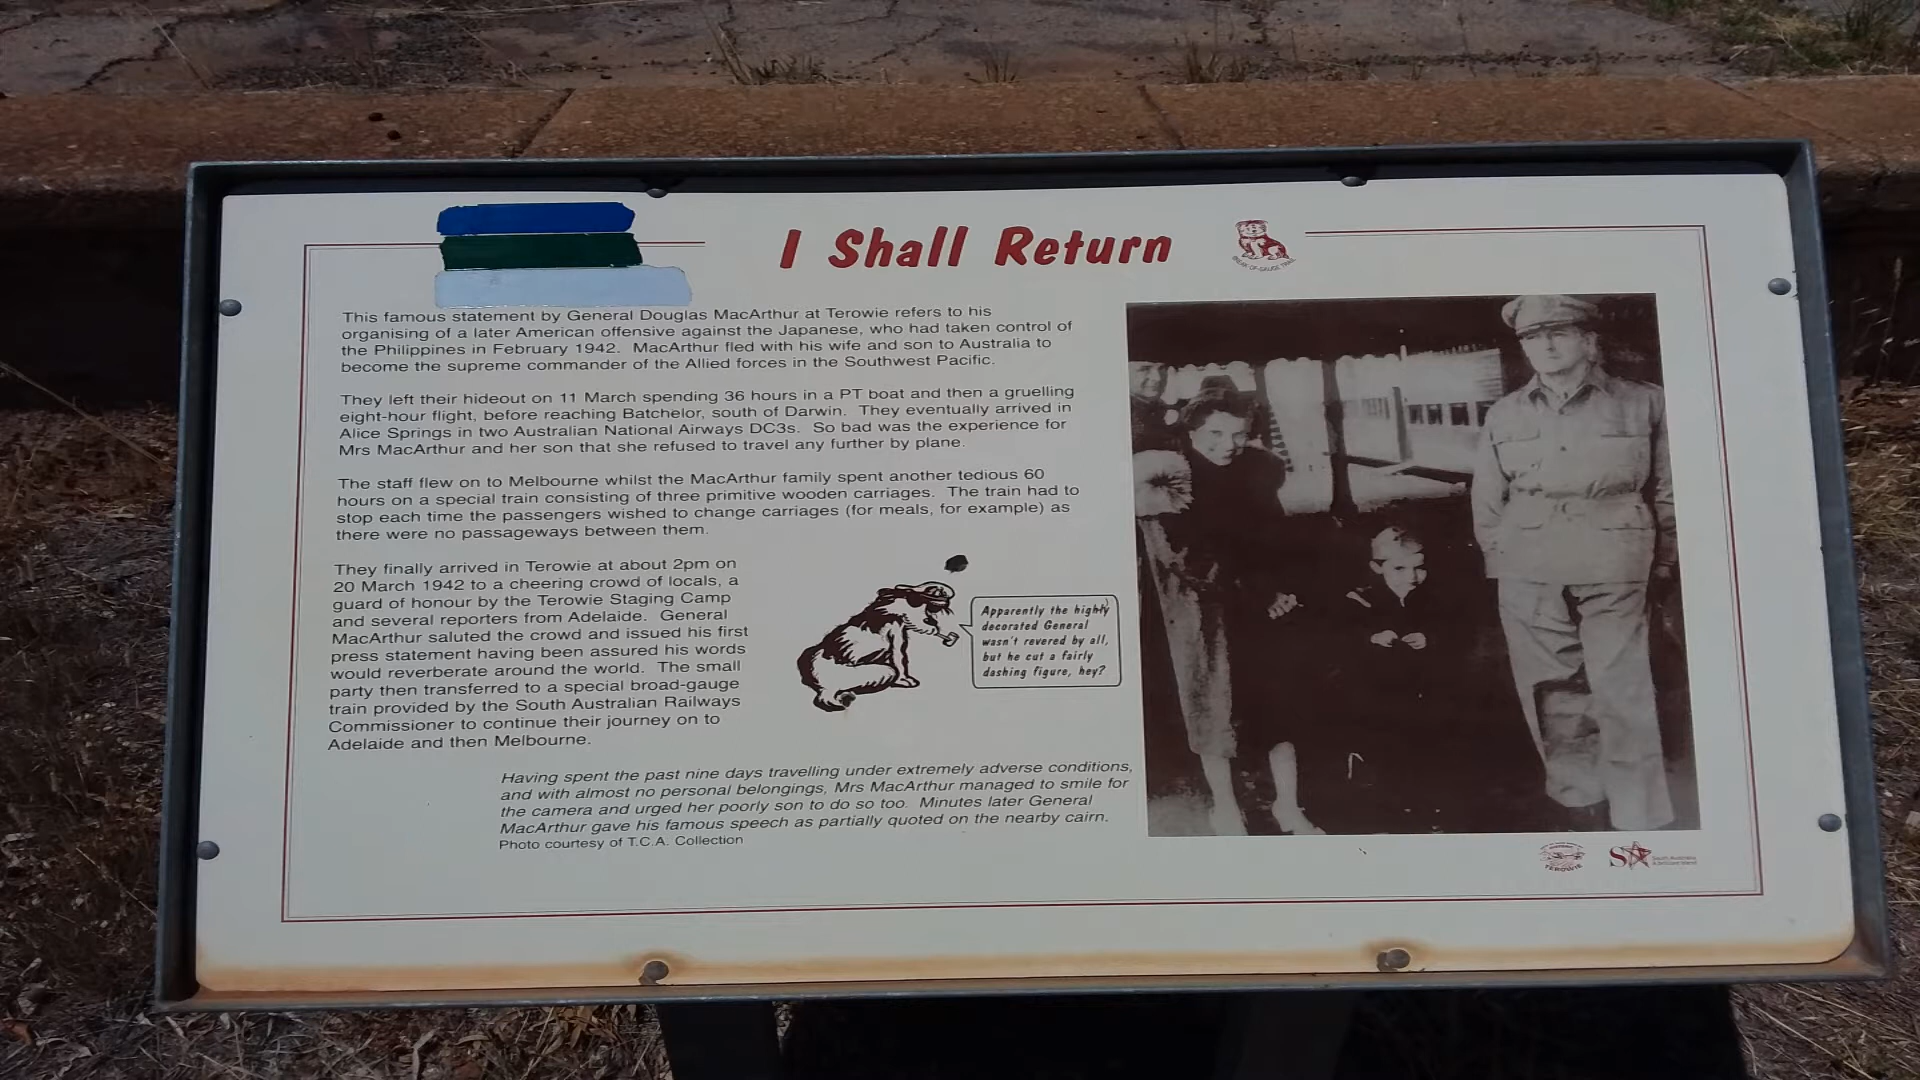 I Shall Return
BREAK-OF-GAUGE TRAIL
This famous statement by General Douglas MacArthur at Terowie refers to his
organising of a later American offensive against the Japanese, who had taken control of
the Philippines in February 1942. MacArthur fled with his wife and son to Australia to
become the supreme commander of the Allied forces in the Southwest Pacific.
They left their hideout on 11 March spending 36 hours in a PT boat and then a gruelling
eight-hour flight, before reaching Batchelor, south of Darwin. They eventually arrived in
Alice Springs in two Australian National Airways DC3s. So bad was the experience for
Mrs MacArthur and her son that she refused to travel any further by plane.
The staff flew on to Melbourne whilst the MacArthur family spent another tedious 60
hours on a special train consisting of three primitive wooden carriages. The train had to
stop each time the passengers wished to change carriages (for meals, for example) as
there were no passageways between them.
They finally arrived in Terowie at about 2pm on
20 March 1942 to a cheering crowd of locals, a
guard of honour by the Terowie Staging Camp
and several reporters from Adelaide. General
MacArthur saluted the crowd and issued his first
press statement having been assured his words
would reverberate around the world. The small
party then transferred to a special broad-gauge
train provided by the South Australian Railways
Commissioner to continue their journey on to
Adelaide and then Melbourne.
Apparently the highly
decorated General
wasn't revered by all,
but he cut a fairly
dashing figure, hey?
Having spent the past nine days travelling under extremely adverse conditions,
and with almost no personal belongings, Mrs MacArthur managed to smile for
the camera and urged her poorly son to do so too. Minutes later General
MacArthur gave his famous speech as partially quoted on the nearby cairn.
Photo courtesy of T.C.A. Collection
TEROWIE
SA
South Australia